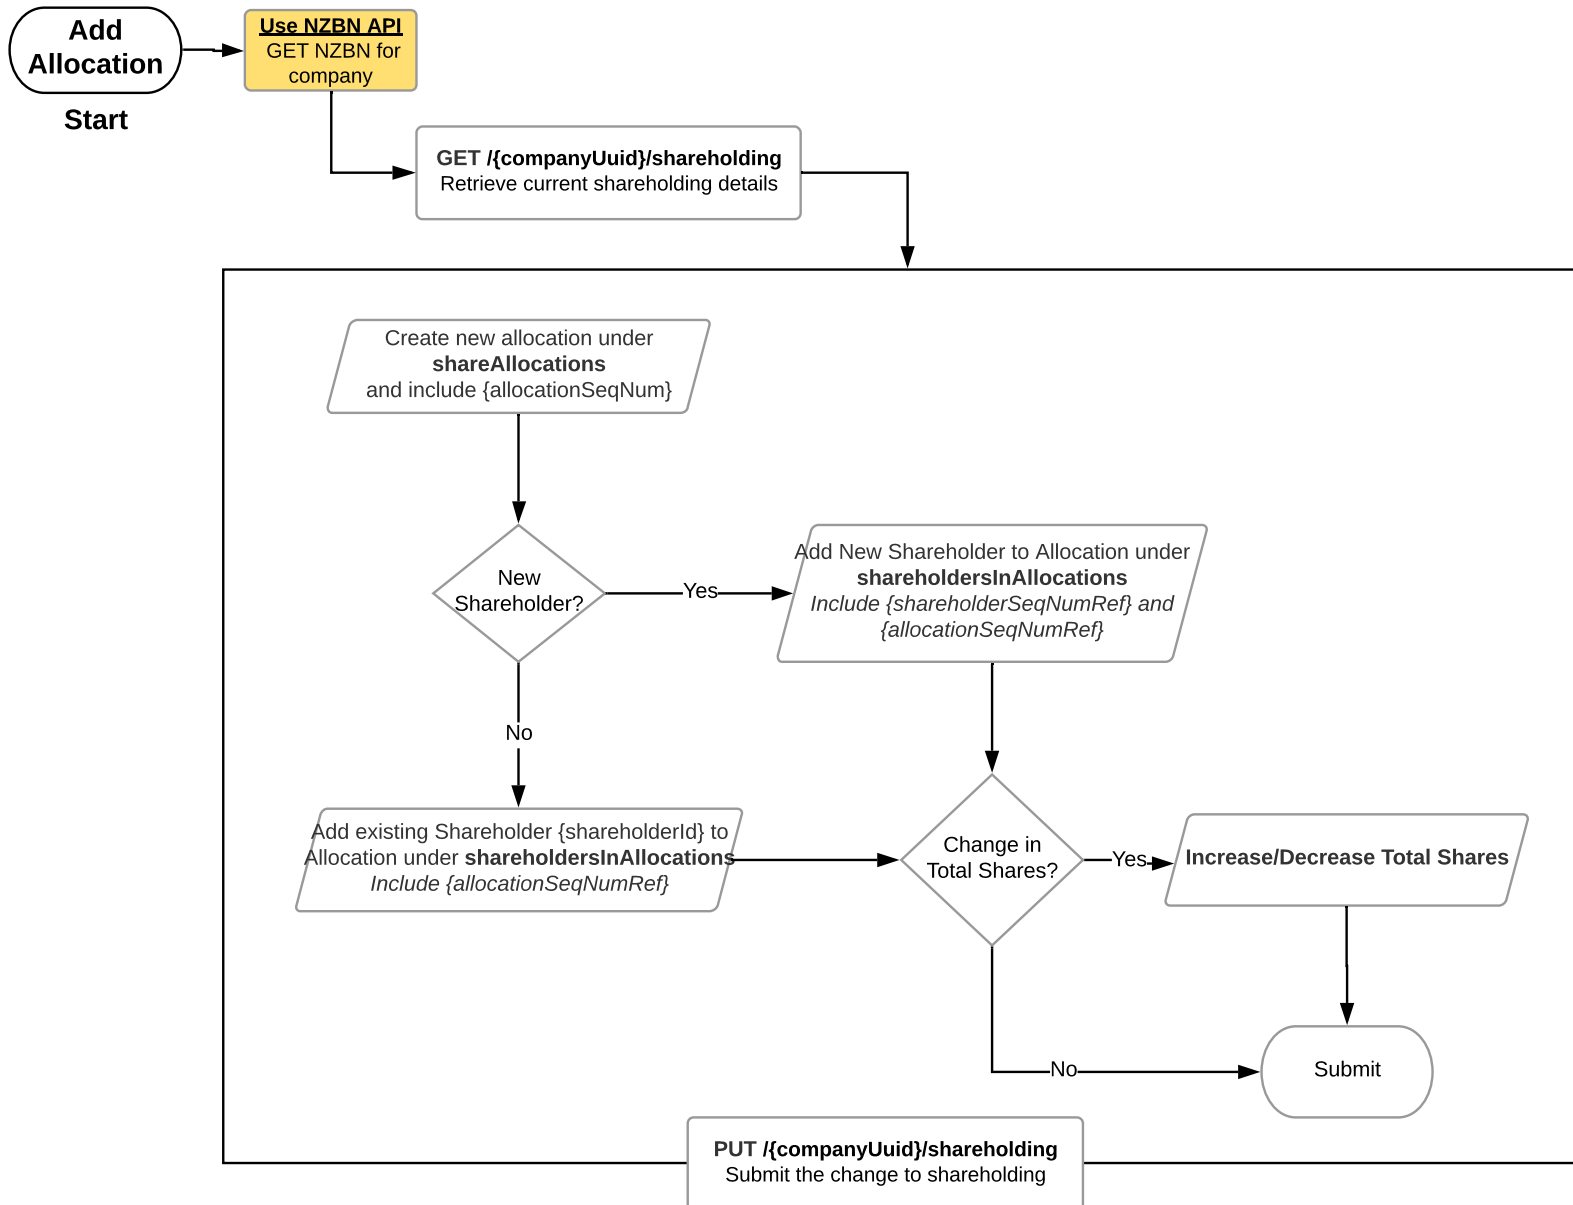 Add
Allocation
Start
Use NZBN API
GET NZBN for
company
GET /{companyUuid}/shareholding
Retrieve current shareholding details
Create new allocation under
shareAllocations
and include {allocationSeqNum}
New
Shareholder?
Yes
Add New Shareholder to Allocation under
shareholdersInAllocations
Include {shareholderSeqNumRef} and
{allocationSeqNumRef}
No
Add existing Shareholder {shareholderId} to
Allocation under shareholdersInAllocations
Include {allocationSeqNumRef}
Change in
Total Shares?
Yes
Increase/Decrease Total Shares
No
Submit
PUT /{companyUuid}/shareholding
Submit the change to shareholding